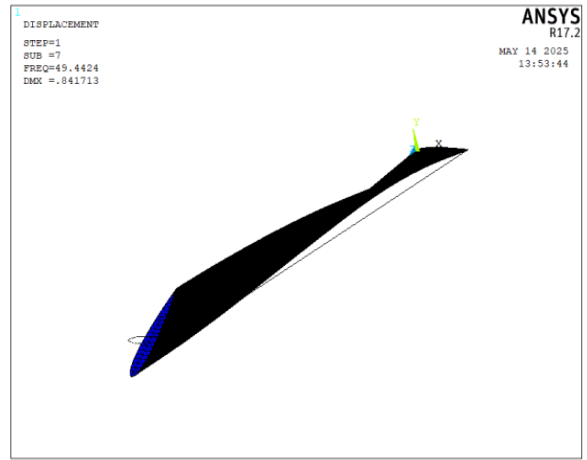 1
DISPLACEMENT
STEP=1
SUB =7
FREQ=49.4424
DMX =.841713
ANSYS
R17.2
MAY 14 2025
13:53:44
Y
Z
X